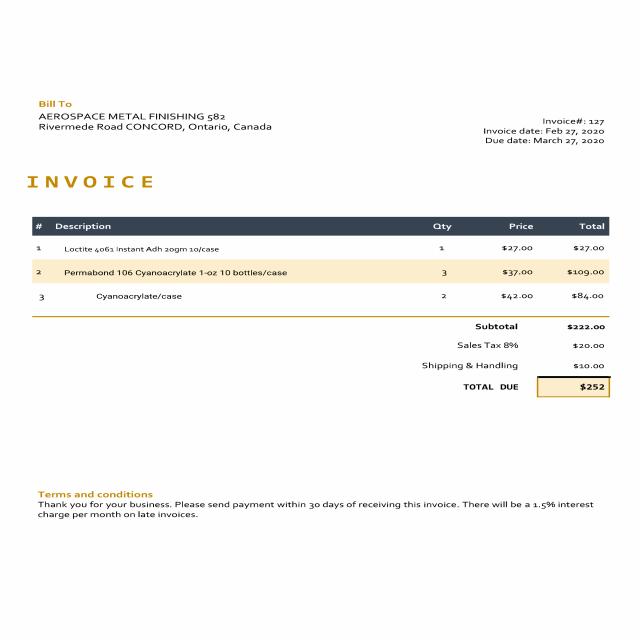 Bill To
AEROSPACE METAL FINISHING 582
Rivermede Road CONCORD, Ontario, Canada
Invoice#: 127
Invoice date: Feb 27, 2020
Due date: March 27, 2020
INVOICE
# Description Qty Price Total
1 Loctite 4061 Instant Adh 20gm 10/case 1 $27.00 $27.00
2 Permabond 106 Cyanoacrylate 1-oz 10 bottles/case 3 $37.00 $109.00
3 Cyanoacrylate/case 2 $42.00 $84.00
Subtotal $222.00
Sales Tax 8% $20.00
Shipping & Handling $10.00
TOTAL DUE $252
Terms and conditions
Thank you for your business. Please send payment within 30 days of receiving this invoice. There will be a 1.5% interest
charge per month on late invoices.